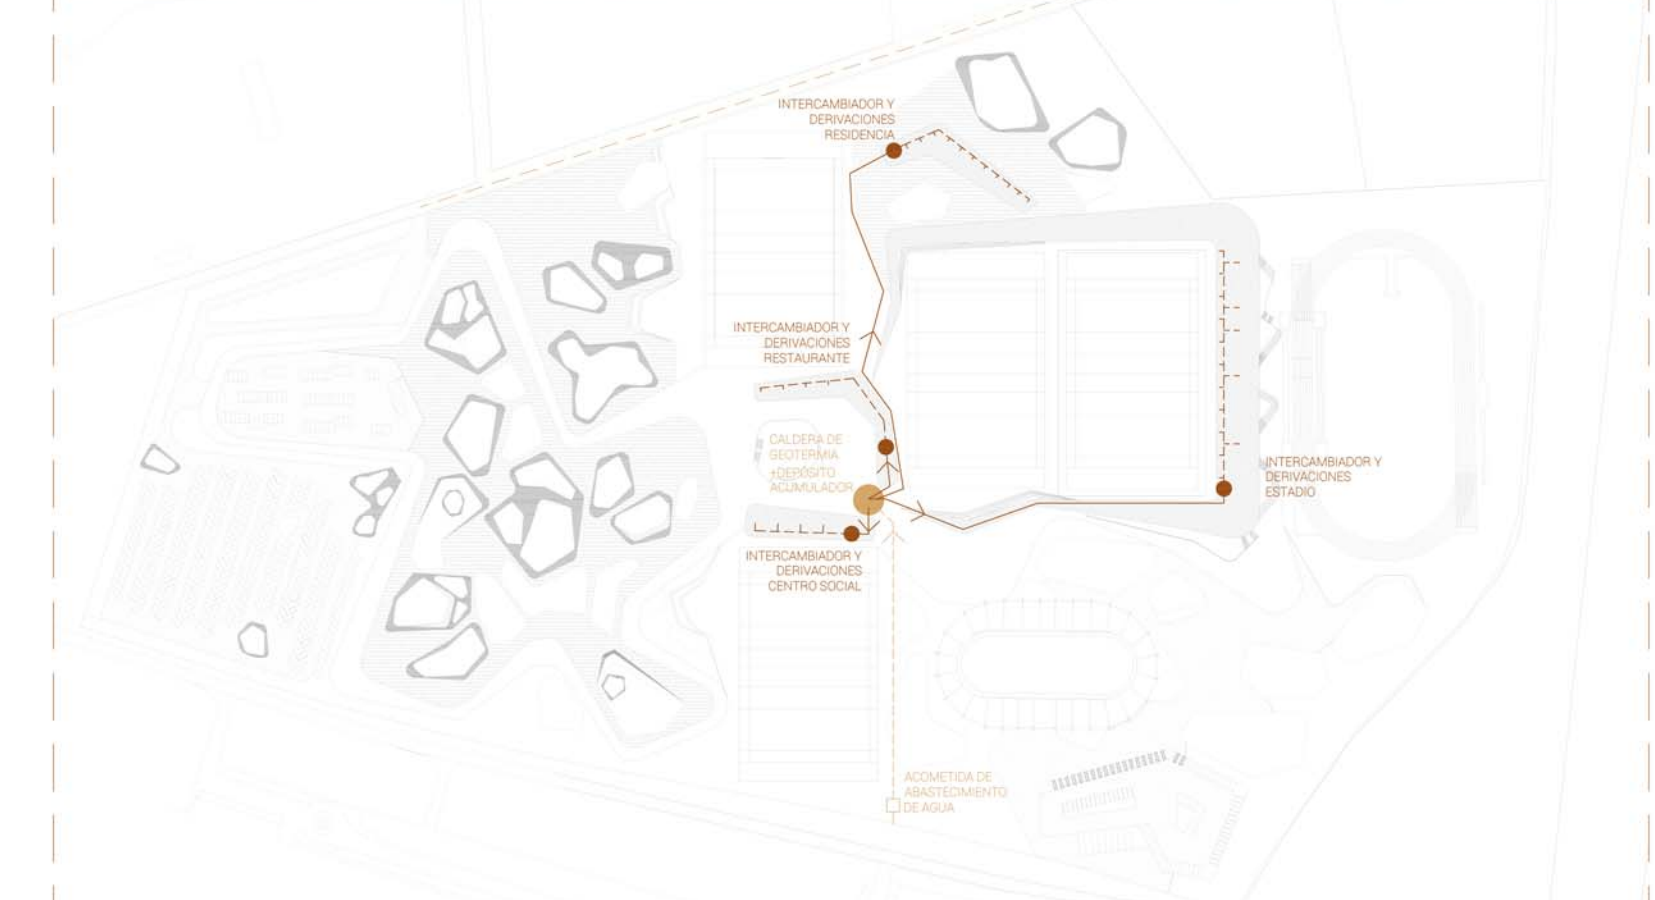 INTERCAMBIADOR Y
DERIVACIONES
RESIDENCIA
INTERCAMBIADOR Y
DERIVACIONES
RESTAURANTE
CALDERA DE
GEOTERMIA
+DEPÓSITO
ACUMULADOR
INTERCAMBIADOR Y
DERIVACIONES
ESTADIO
INTERCAMBIADOR Y
DERIVACIONES
CENTRO SOCIAL
ACOMETIDA DE
ABASTECIMIENTO
DE AGUA